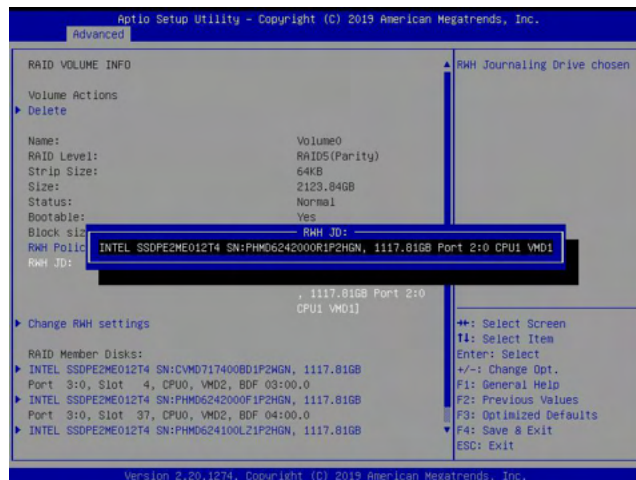 Aptio Setup Utility – Copyright (C) 2019 American Megatrends, Inc.
Advanced
RAID VOLUME INFO
Volume Actions
Delete
Name: Volume0
RAID Level: RAID5(Parity)
Strip Size: 64KB
Size: 2123.84GB
Status: Normal
Bootable: Yes
Block siz
RWH Polic
RWH JD:
RWH JD:
INTEL SSDPE2ME012T4 SN:PHMD6242000R1P2HGN, 1117.81GB Port 2:0 CPU1 VMD1
, 1117.81GB Port 2:0
CPU1 VMD1]
Change RWH settings
RAID Member Disks:
INTEL SSDPE2ME012T4 SN:CVMD717400BD1P2WGN, 1117.81GB
Port 3:0, Slot 4, CPU0, VMD2, BDF 03:00.0
INTEL SSDPE2ME012T4 SN:PHMD6242000F1P2HGN, 1117.81GB
Port 3:0, Slot 37, CPU0, VMD2, BDF 04:00.0
INTEL SSDPE2ME012T4 SN:PHMD624100LZ1P2HGN, 1117.81GB
RWH Journaling Drive chosen
→←: Select Screen
↑↓: Select Item
Enter: Select
+/-: Change Opt.
F1: General Help
F2: Previous Values
F3: Optimized Defaults
F4: Save & Exit
ESC: Exit
Version 2.20.1274. Copyright (C) 2019 American Megatrends, Inc.